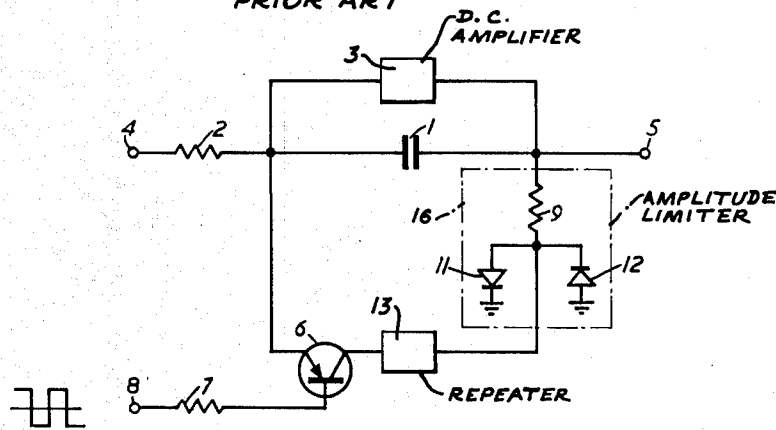 PRIOR ART
D.C.
AMPLIFIER
3
4
2
1
5
16
9
AMPLITUDE
LIMITER
11
12
13
6
8
7
REPEATER